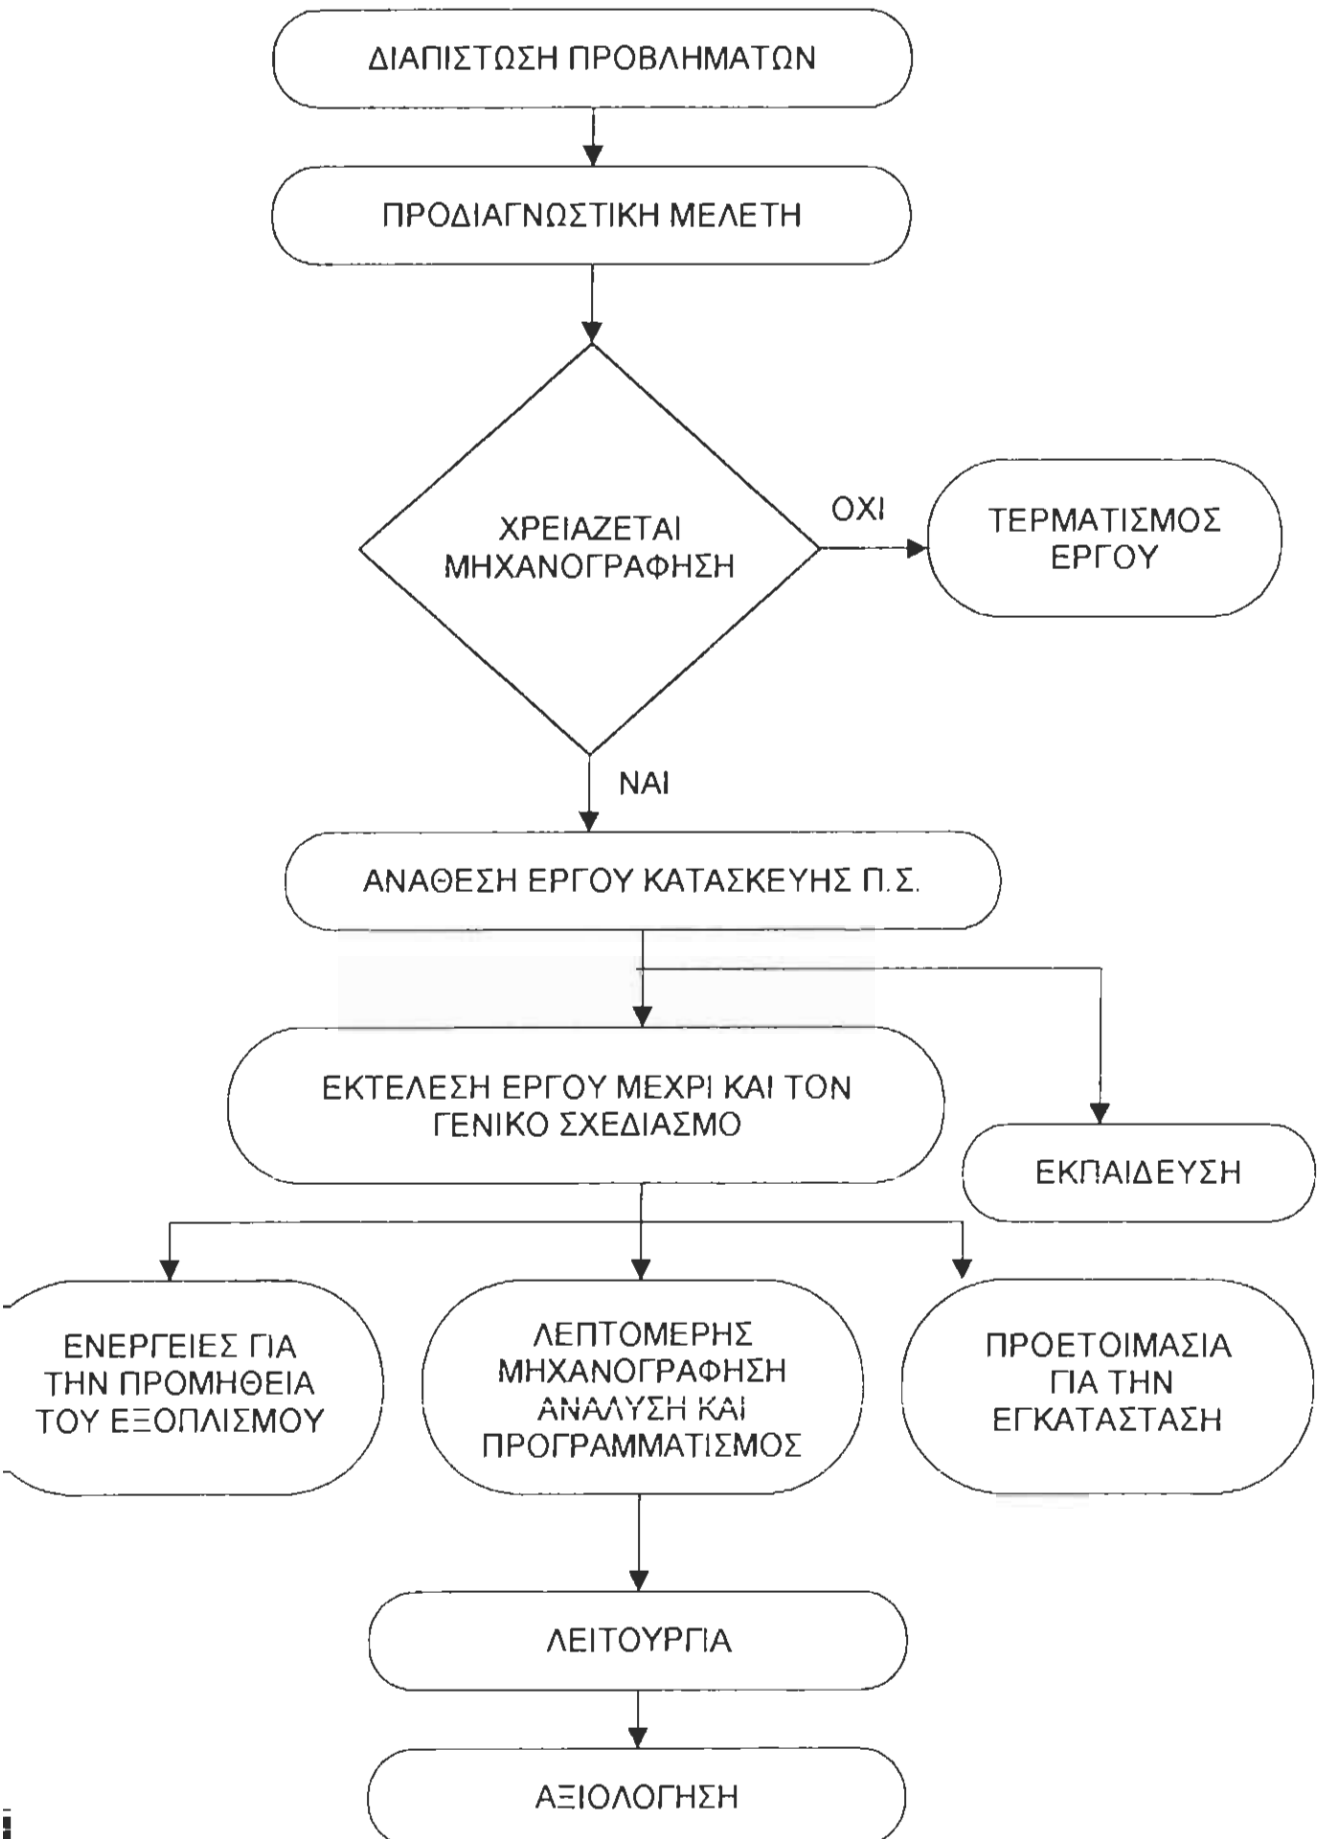 ΔΙΑΠΙΣΤΩΣΗ ΠΡΟΒΛΗΜΑΤΩΝ
ΠΡΟΔΙΑΓΝΩΣΤΙΚΗ ΜΕΛΕΤΗ
ΧΡΕΙΑΖΕΤΑΙ
ΜΗΧΑΝΟΓΡΑΦΗΣΗ
ΟΧΙ
ΤΕΡΜΑΤΙΣΜΟΣ
ΕΡΓΟΥ
ΝΑΙ
ΑΝΑΘΕΣΗ ΕΡΓΟΥ ΚΑΤΑΣΚΕΥΗΣ Π.Σ.
ΕΚΤΕΛΕΣΗ ΕΡΓΟΥ ΜΕΧΡΙ ΚΑΙ ΤΟΝ
ΓΕΝΙΚΟ ΣΧΕΔΙΑΣΜΟ
ΕΚΠΑΙΔΕΥΣΗ
ΕΝΕΡΓΕΙΕΣ ΓΙΑ
ΤΗΝ ΠΡΟΜΗΘΕΙΑ
ΤΟΥ ΕΞΟΠΛΙΣΜΟΥ
ΛΕΠΤΟΜΕΡΗΣ
ΜΗΧΑΝΟΓΡΑΦΗΣΗ
ΑΝΑΛΥΣΗ ΚΑΙ
ΠΡΟΓΡΑΜΜΑΤΙΣΜΟΣ
ΠΡΟΕΤΟΙΜΑΣΙΑ
ΓΙΑ ΤΗΝ
ΕΓΚΑΤΑΣΤΑΣΗ
ΛΕΙΤΟΥΡΓΙΑ
ΑΞΙΟΛΟΓΗΣΗ